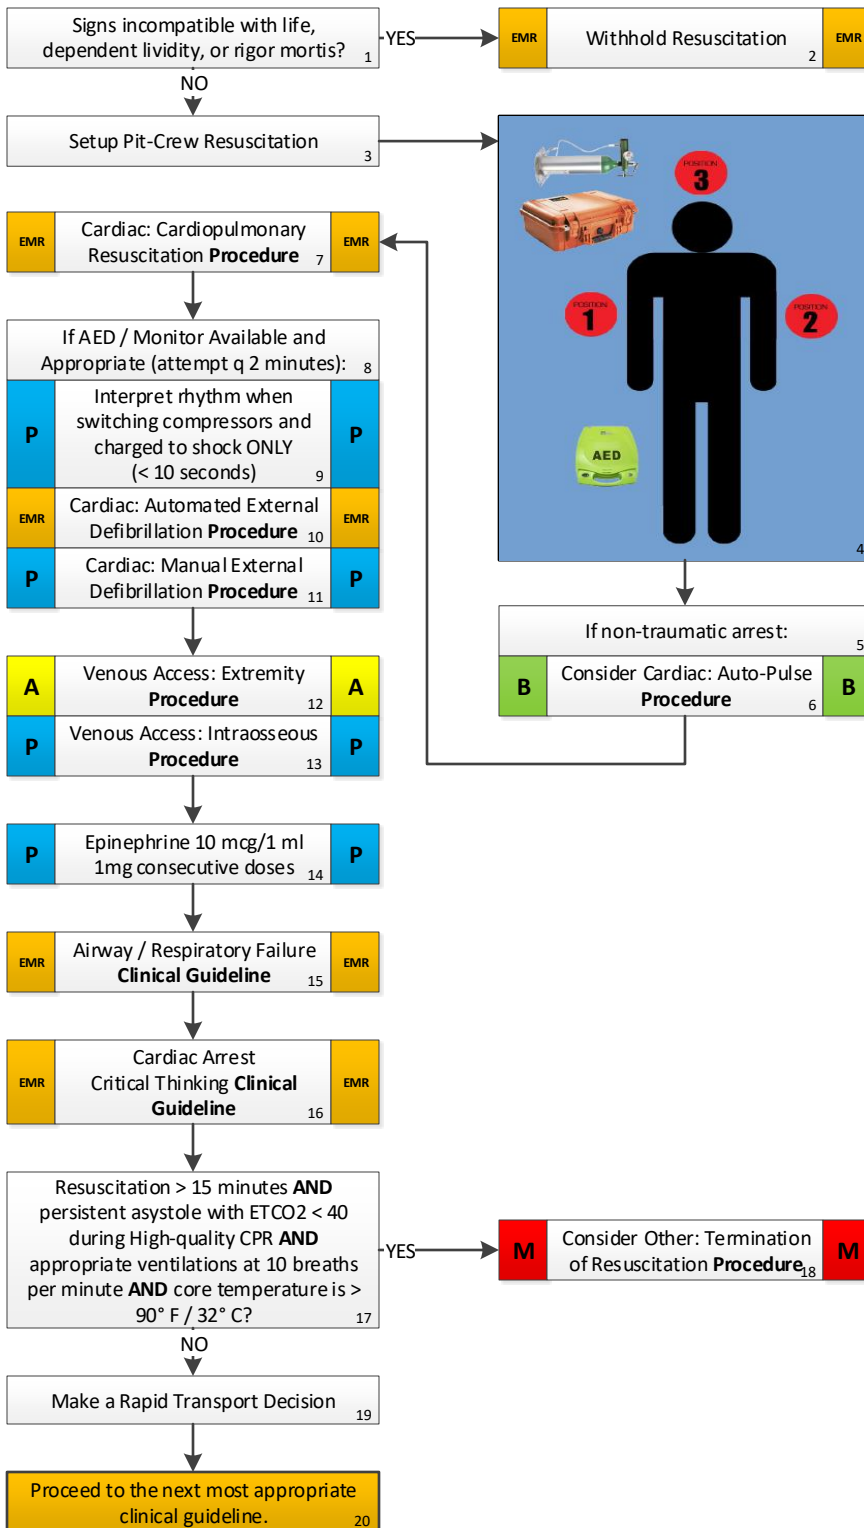 Signs incompatible with life,
dependent lividity, or rigor mortis?
1
YES
EMR
Withhold Resuscitation
2
EMR
NO
Setup Pit-Crew Resuscitation
3
POSITION
3
POSITION
1
POSITION
2
AED
4
If non-traumatic arrest:
5
B
Consider Cardiac: Auto-Pulse
Procedure
6
B
EMR
Cardiac: Cardiopulmonary
Resuscitation Procedure
7
EMR
If AED / Monitor Available and
Appropriate (attempt q 2 minutes):
8
P
Interpret rhythm when
switching compressors and
charged to shock ONLY
(< 10 seconds)
9
P
EMR
Cardiac: Automated External
Defibrillation Procedure
10
EMR
P
Cardiac: Manual External
Defibrillation Procedure
11
P
A
Venous Access: Extremity
Procedure
12
A
P
Venous Access: Intraosseous
Procedure
13
P
P
Epinephrine 10 mcg/1 ml
1mg consecutive doses
14
P
EMR
Airway / Respiratory Failure
Clinical Guideline
15
EMR
EMR
Cardiac Arrest
Critical Thinking Clinical
Guideline
16
EMR
Resuscitation > 15 minutes AND
persistent asystole with ETCO2 < 40
during High-quality CPR AND
appropriate ventilations at 10 breaths
per minute AND core temperature is >
90° F / 32° C?
17
YES
M
Consider Other: Termination
of Resuscitation Procedure
18
M
NO
Make a Rapid Transport Decision
19
Proceed to the next most appropriate
clinical guideline.
20